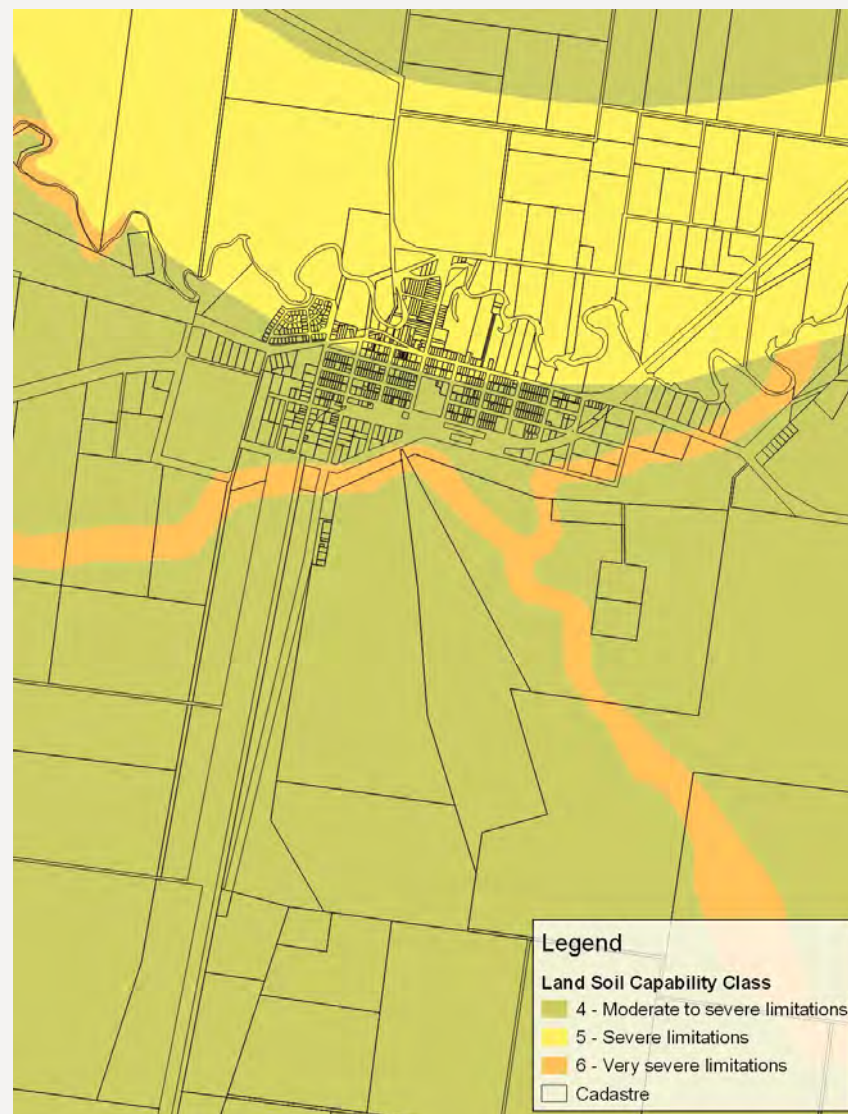 Legend
Land Soil Capability Class
4 - Moderate to severe limitations
5 - Severe limitations
6 - Very severe limitations
Cadastre